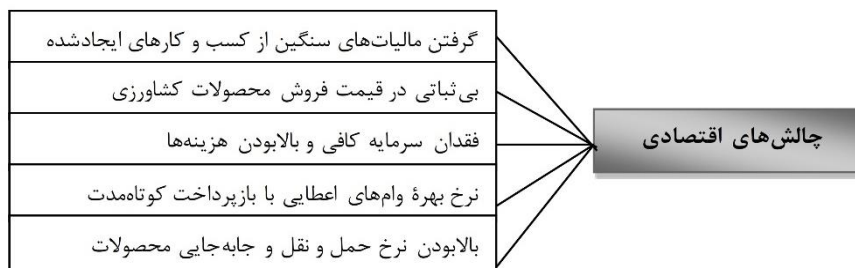 چالش‌های اقتصادی
گرفتن مالیات‌های سنگین از کسب و کارهای ایجادشده
بی‌ثباتی در قیمت فروش محصولات کشاورزی
فقدان سرمایه کافی و بالابودن هزینه‌ها
نرخ بهرهٔ وام‌های اعطایی با بازپرداخت کوتاه‌مدت
بالابودن نرخ حمل و نقل و جابه‌جایی محصولات